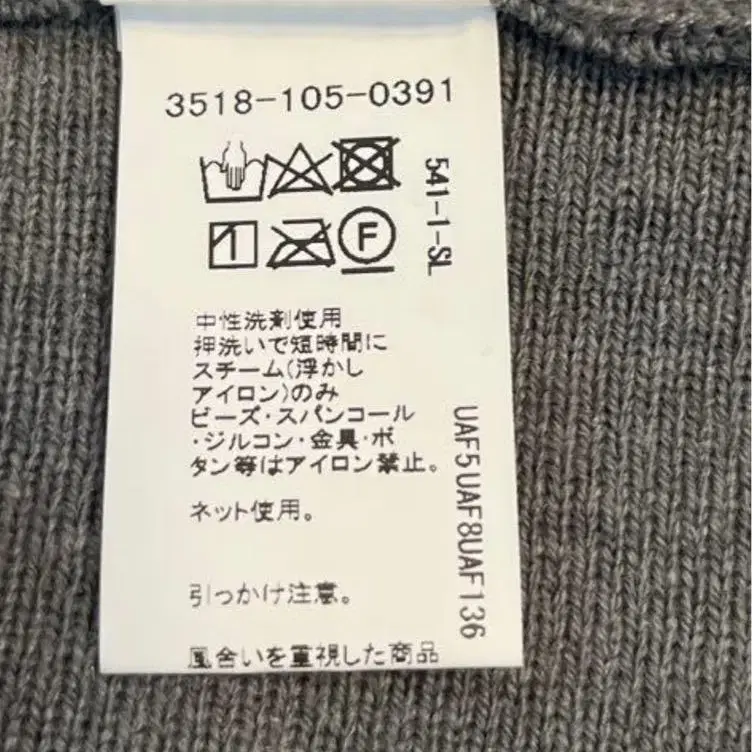 3518-105-0391
541-1-SL
F
中性洗剤使用
押洗いで短時間に
スチーム(浮かし
アイロン)のみ
ビーズ・スパンコール
・ジルコン・金具・ボ
タン等はアイロン禁止。
ネット使用。
引っかけ注意。
風合いを重視した商品
UAF5UAF8UAF136